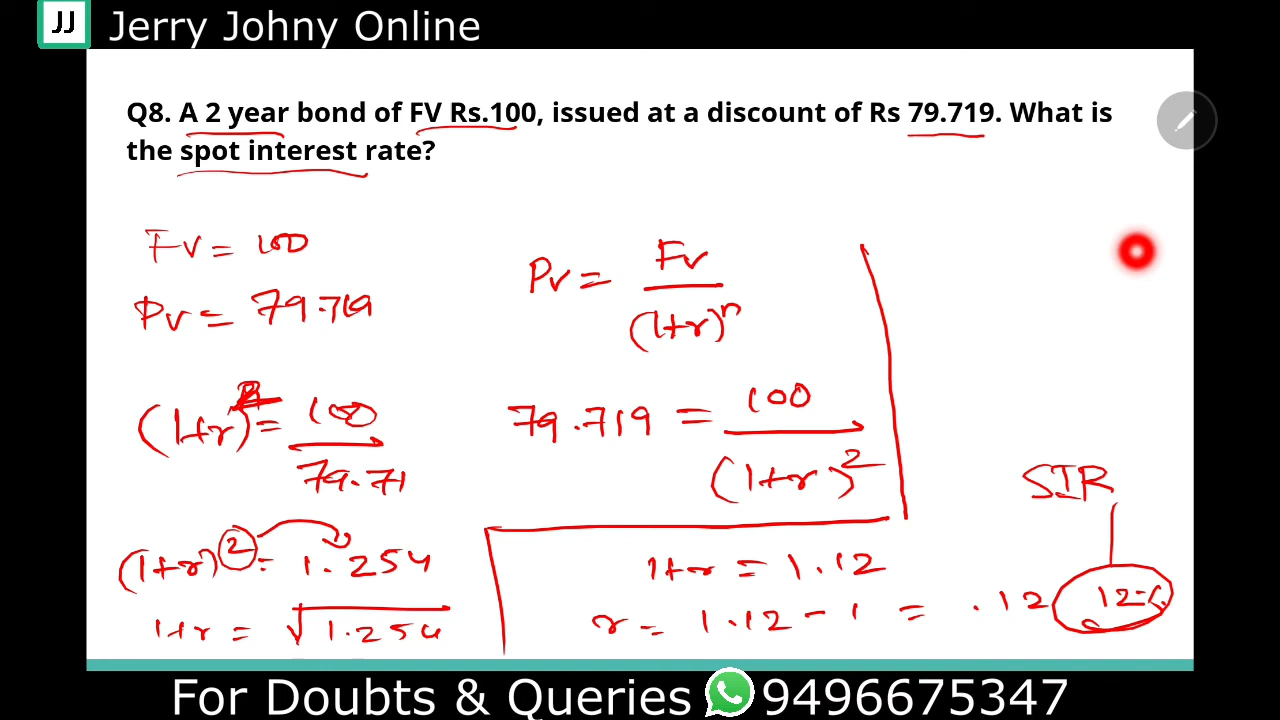 JJ Jerry Johny Online
Q8. A 2 year bond of FV Rs.100, issued at a discount of Rs 79.719. What is
the spot interest rate?
FV = 100
PV = 79.719
(1+r)² = 100 / 79.71
(1+r)² = 1.254
1+r = √1.254
PV = FV / (1+r)ⁿ
79.719 = 100 / (1+r)²
1+r = 1.12
r = 1.12 - 1 = .12
SIR
12%
For Doubts & Queries 9496675347